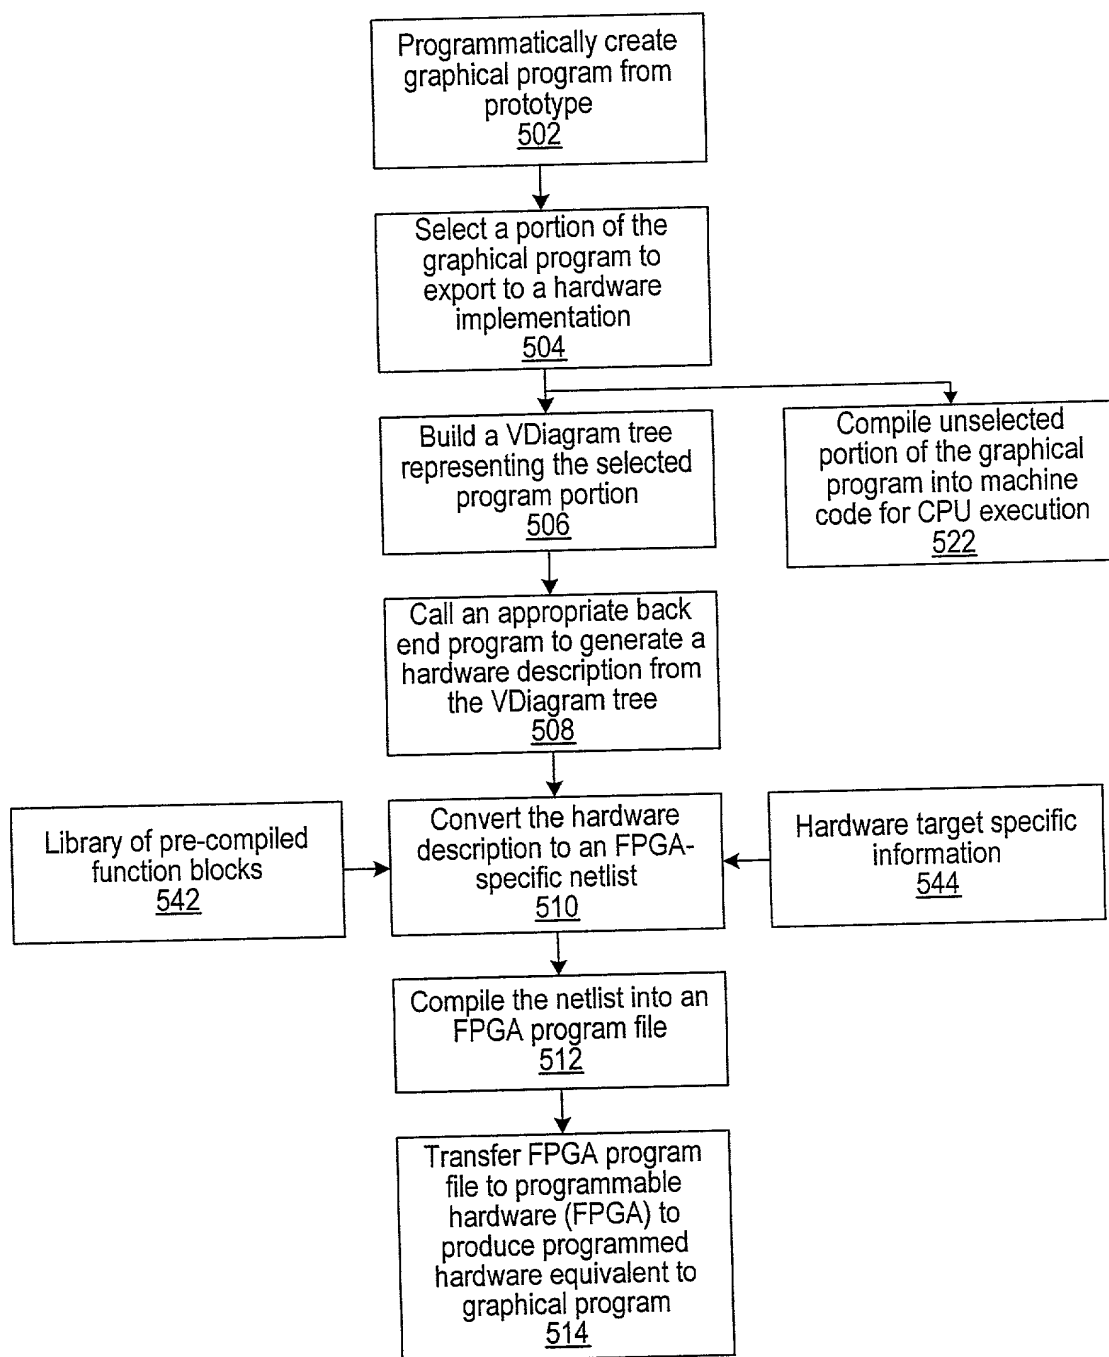 Programmatically create
graphical program from
prototype
502
Select a portion of the
graphical program to
export to a hardware
implementation
504
Build a VDiagram tree
representing the selected
program portion
506
Compile unselected
portion of the graphical
program into machine
code for CPU execution
522
Call an appropriate back
end program to generate a
hardware description from
the VDiagram tree
508
Library of pre-compiled
function blocks
542
Convert the hardware
description to an FPGA-
specific netlist
510
Hardware target specific
information
544
Compile the netlist into an
FPGA program file
512
Transfer FPGA program
file to programmable
hardware (FPGA) to
produce programmed
hardware equivalent to
graphical program
514